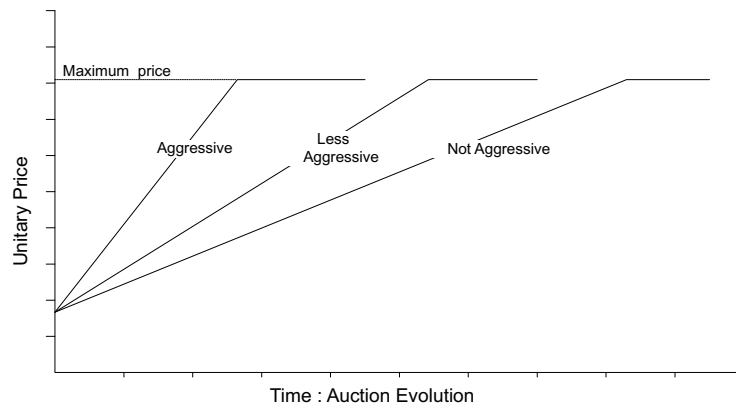 Maximum price
Aggressive
Less
Aggressive
Not Aggressive
Unitary Price
Time : Auction Evolution